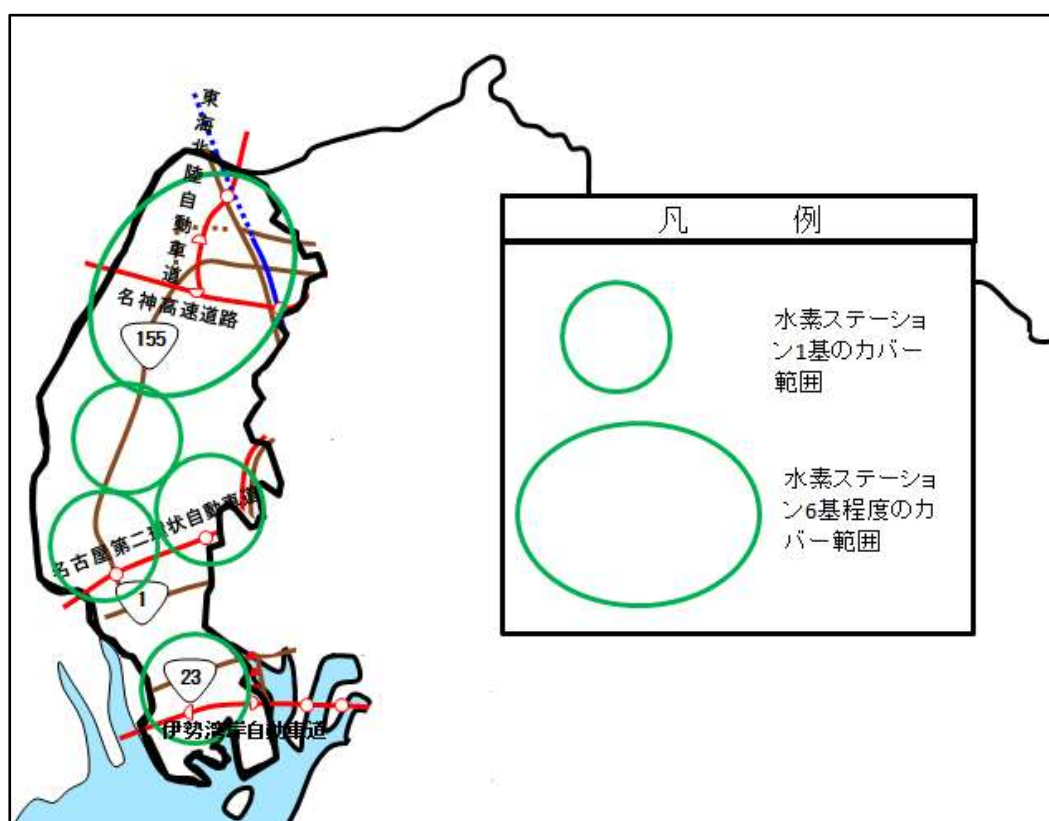 東海北陸自動車道
名神高速道路
155
名古屋第二環状自動車道
1
23
伊勢湾岸自動車道
凡 例
水素ステーショ
ン1基のカバー
範囲
水素ステーショ
ン6基程度のカ
バー範囲